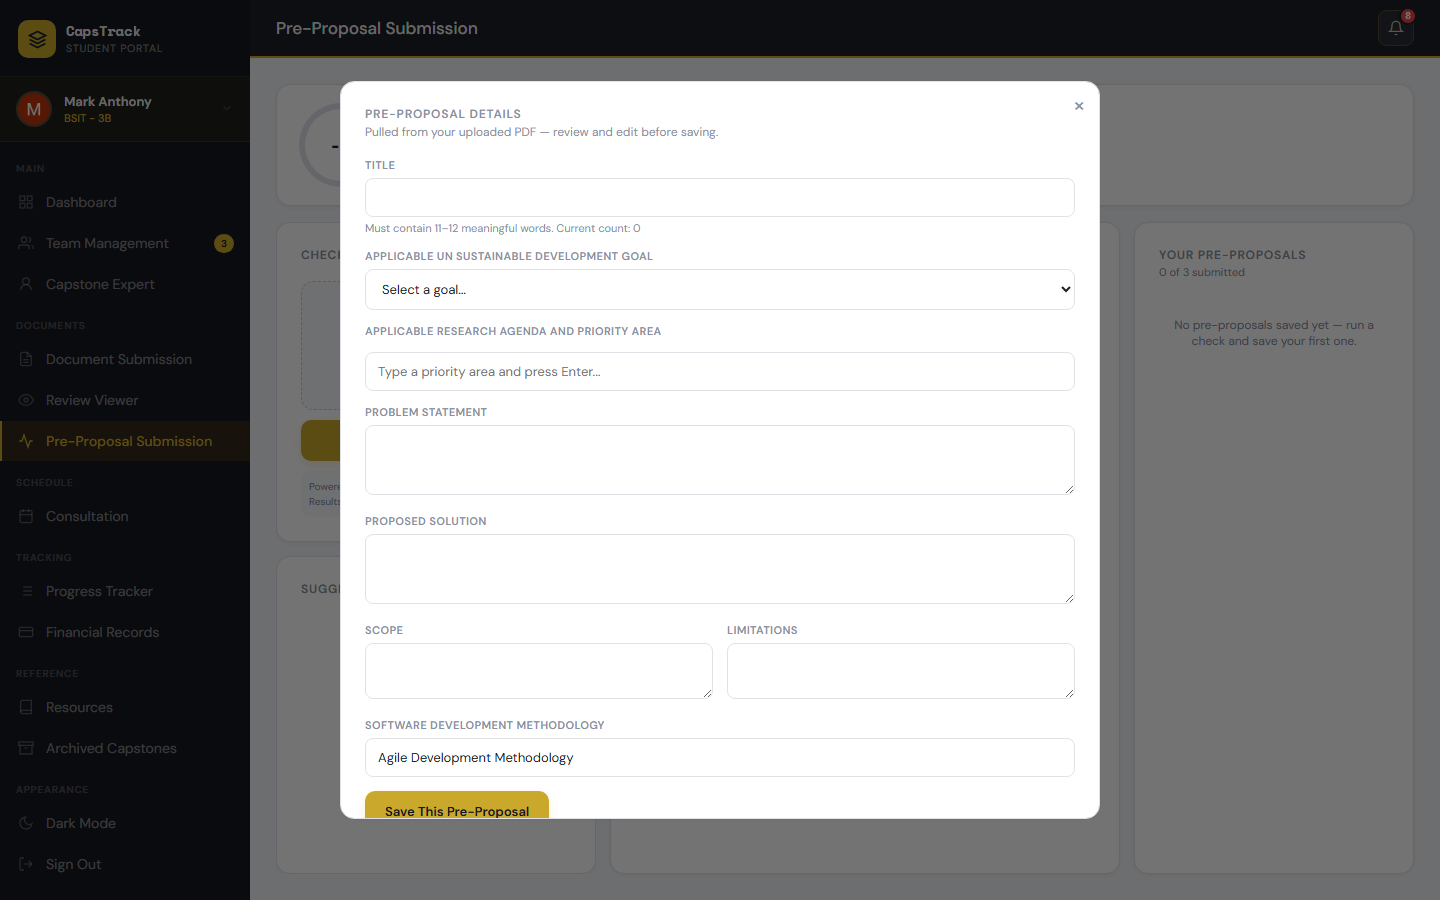 CapsTrack
STUDENT PORTAL
M
Mark Anthony
BSIT - 3B
MAIN
Dashboard
Team Management
3
Capstone Expert
DOCUMENTS
Document Submission
Review Viewer
Pre-Proposal Submission
SCHEDULE
Consultation
TRACKING
Progress Tracker
Financial Records
REFERENCE
Resources
Archived Capstones
APPEARANCE
Dark Mode
Sign Out
Pre-Proposal Submission
8
PRE-PROPOSAL DETAILS
Pulled from your uploaded PDF — review and edit before saving.
×
TITLE
Must contain 11–12 meaningful words. Current count: 0
APPLICABLE UN SUSTAINABLE DEVELOPMENT GOAL
Select a goal...
APPLICABLE RESEARCH AGENDA AND PRIORITY AREA
Type a priority area and press Enter...
PROBLEM STATEMENT
PROPOSED SOLUTION
SCOPE
LIMITATIONS
SOFTWARE DEVELOPMENT METHODOLOGY
Agile Development Methodology
Save This Pre-Proposal
YOUR PRE-PROPOSALS
0 of 3 submitted
No pre-proposals saved yet — run a
check and save your first one.